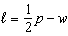 ℓ = 1/2 p − w